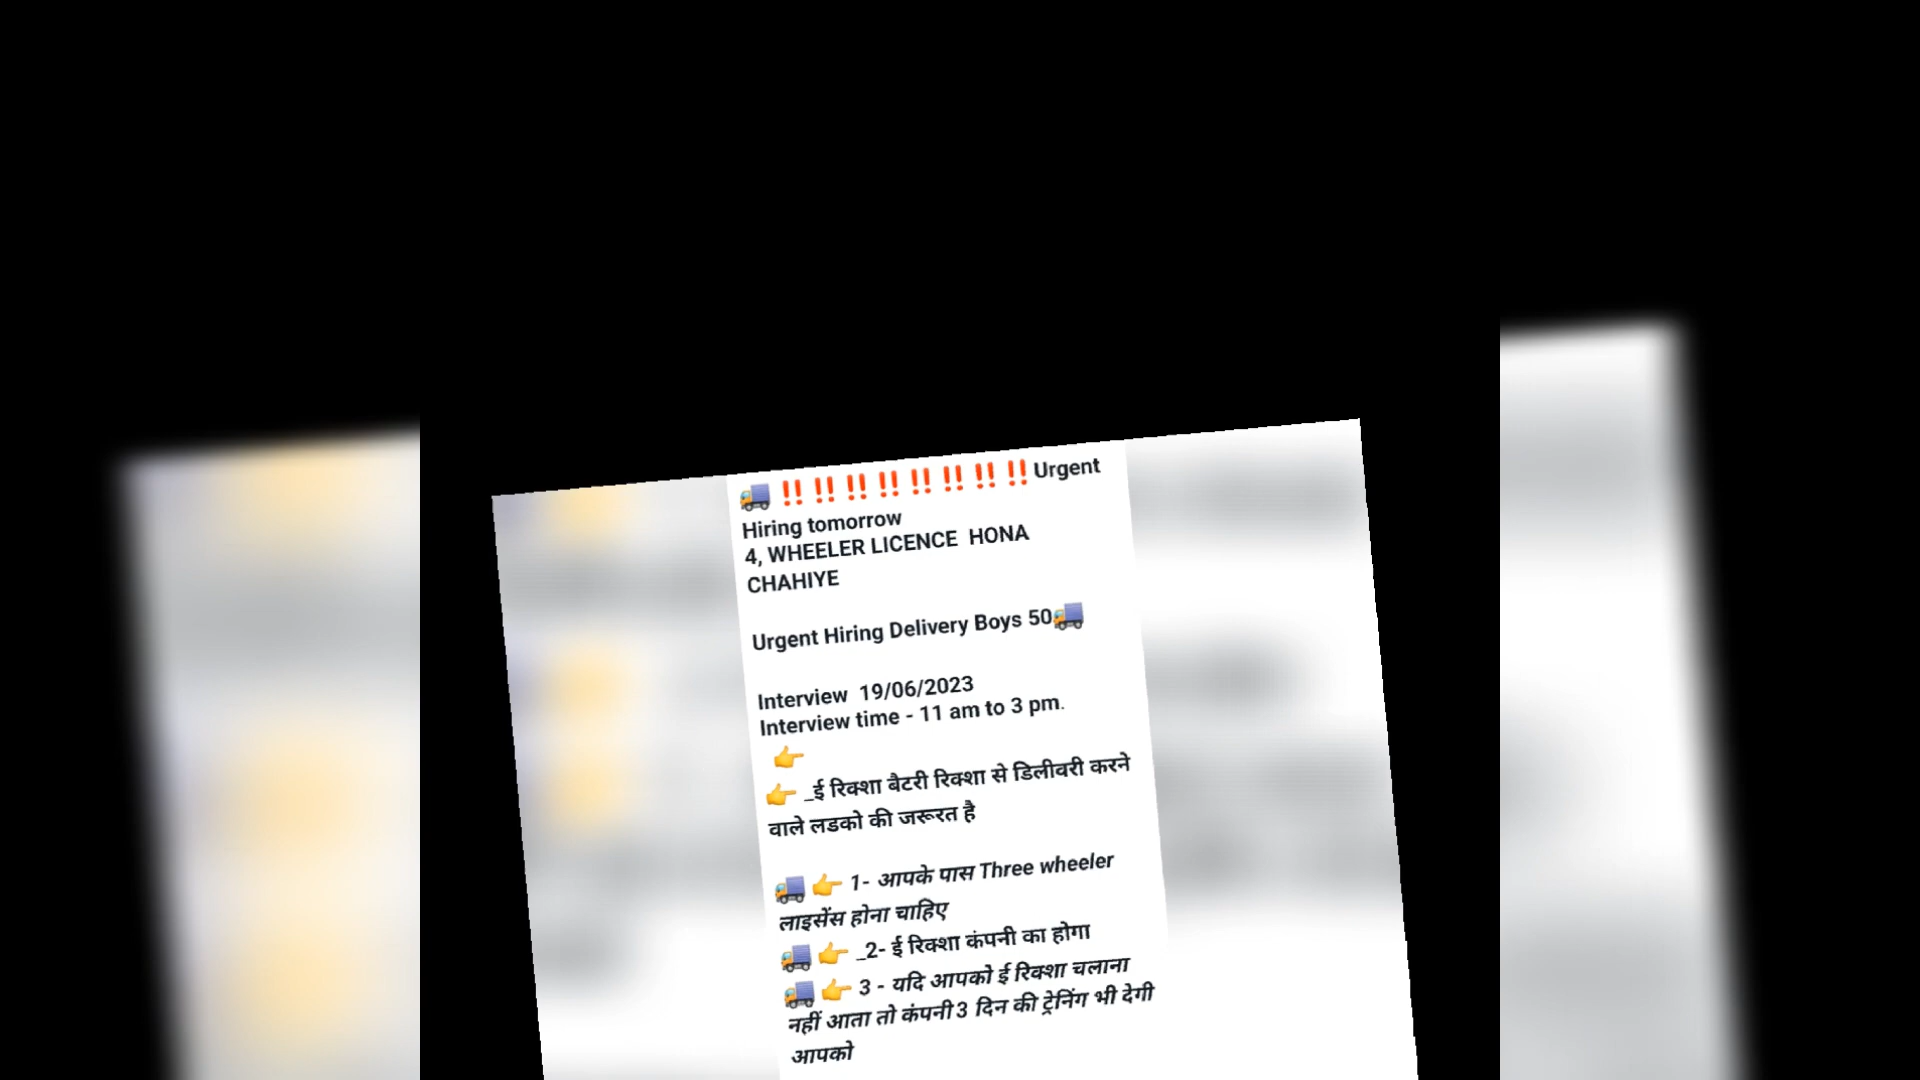 🚚 ‼️‼️‼️‼️‼️‼️‼️‼️Urgent
Hiring tomorrow
4, WHEELER LICENCE  HONA
CHAHIYE
Urgent Hiring Delivery Boys 50🚚
Interview  19/06/2023
Interview time - 11 am to 3 pm.
👉
👉 _ई रिक्शा बैटरी रिक्शा से डिलीवरी करने
वाले लडको की जरूरत है
🚚 👉 1- आपके पास Three wheeler
लाइसेंस होना चाहिए
🚚 👉 _2- ई रिक्शा कंपनी का होगा
🚚 👉 3 - यदि आपको ई रिक्शा चलाना
नहीं आता तो कंपनी 3 दिन की ट्रेनिंग भी देगी
आपको